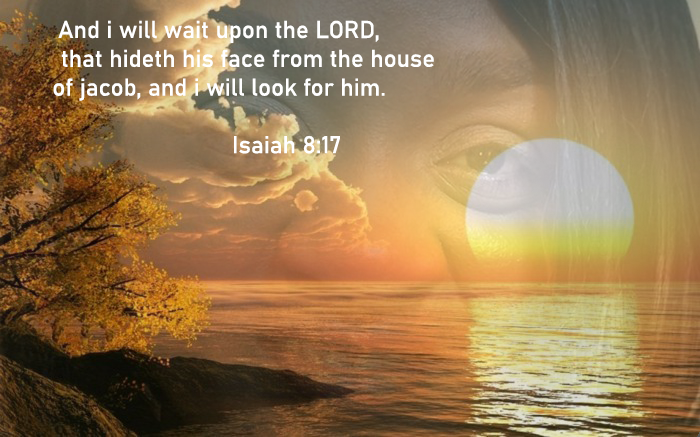 And i will wait upon the LORD,
that hideth his face from the house
of jacob, and i will look for him.
Isaiah 8:17